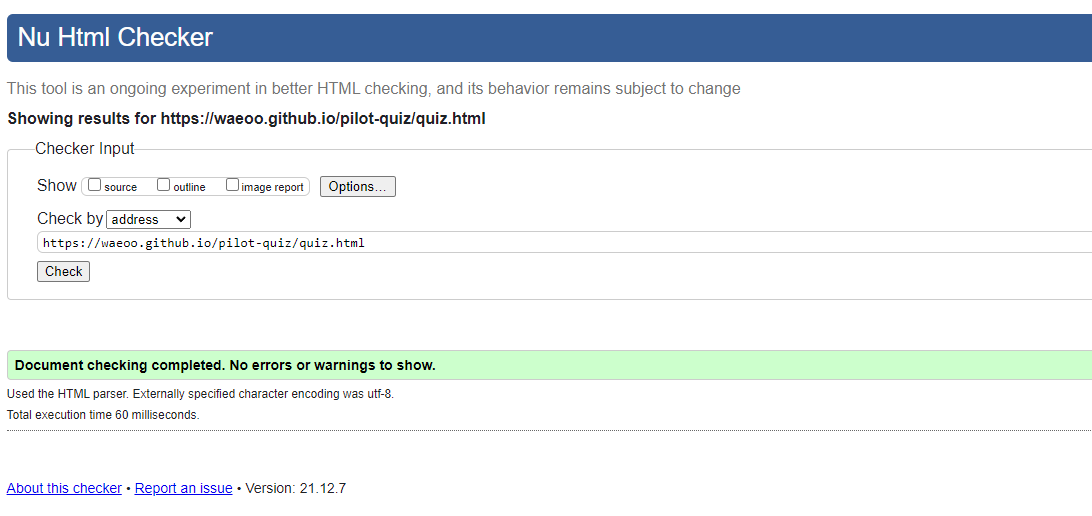 Nu Html Checker
This tool is an ongoing experiment in better HTML checking, and its behavior remains subject to change
Showing results for https://waeoo.github.io/pilot-quiz/quiz.html
Checker Input
Show source outline image report Options...
Check by address
https://waeoo.github.io/pilot-quiz/quiz.html
Check
Document checking completed. No errors or warnings to show.
Used the HTML parser. Externally specified character encoding was utf-8.
Total execution time 60 milliseconds.
About this checker • Report an issue • Version: 21.12.7